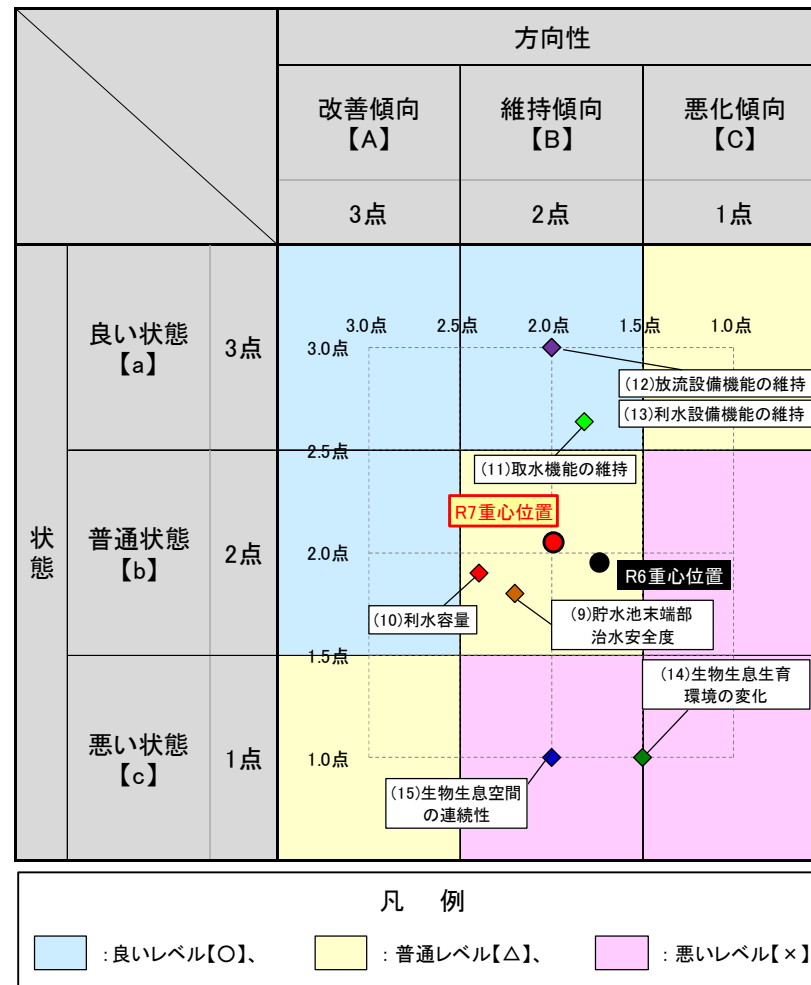 方向性
改善傾向
【A】
維持傾向
【B】
悪化傾向
【C】
3点
2点
1点
状態
良い状態
【a】
3点
普通状態
【b】
2点
悪い状態
【c】
1点
3.0点
2.5点
2.0点
1.5点
1.0点
3.0点
2.5点
2.0点
1.5点
1.0点
(12)放流設備機能の維持
(13)利水設備機能の維持
(11)取水機能の維持
R7重心位置
R6重心位置
(10)利水容量
(9)貯水池末端部
治水安全度
(14)生物生息生育
環境の変化
(15)生物生息空間
の連続性
凡 例
：良いレベル【○】、
：普通レベル【△】、
：悪いレベル【×】